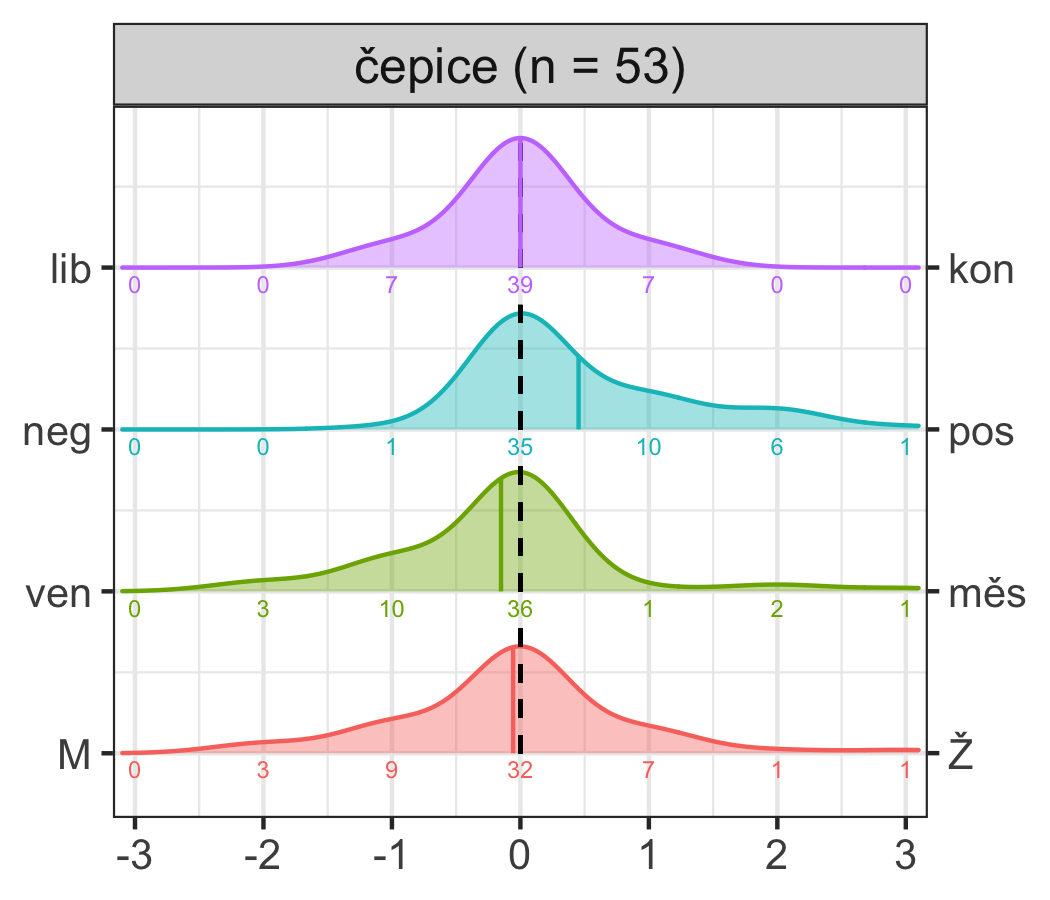 čepice (n = 53)
lib kon
0 0 7 39 7 0 0
neg pos
0 0 1 35 10 6 1
ven měs
0 3 10 36 1 2 1
M Ž
0 3 9 32 7 1 1
-3 -2 -1 0 1 2 3